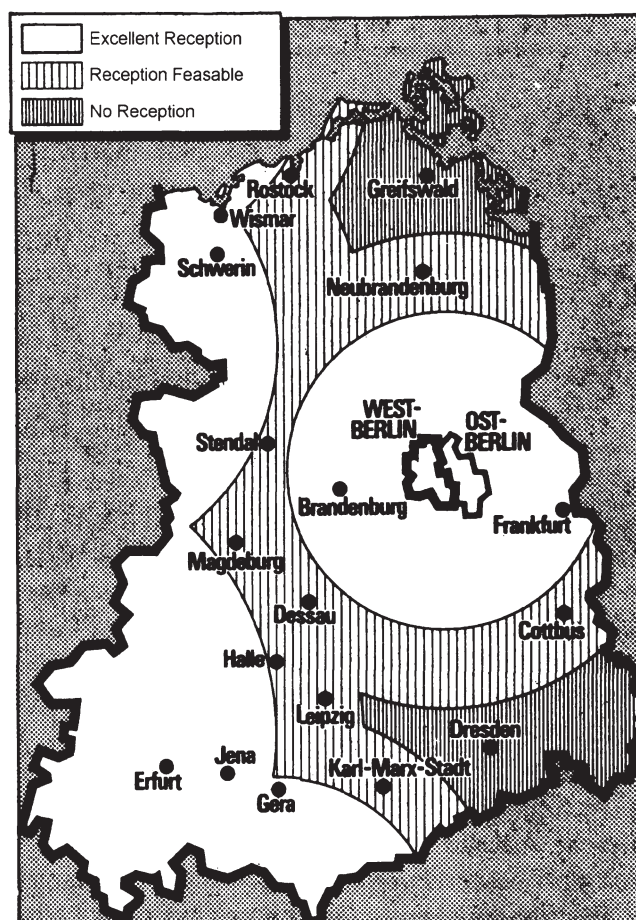 Excellent Reception
Reception Feasable
No Reception
Rostock
Greifswald
Wismar
Schwerin
Neubrandenburg
WEST-
BERLIN
OST-
BERLIN
Stendal
Brandenburg
Frankfurt
Magdeburg
Dessau
Cottbus
Halle
Leipzig
Dresden
Jena
Karl-Marx-Stadt
Erfurt
Gera